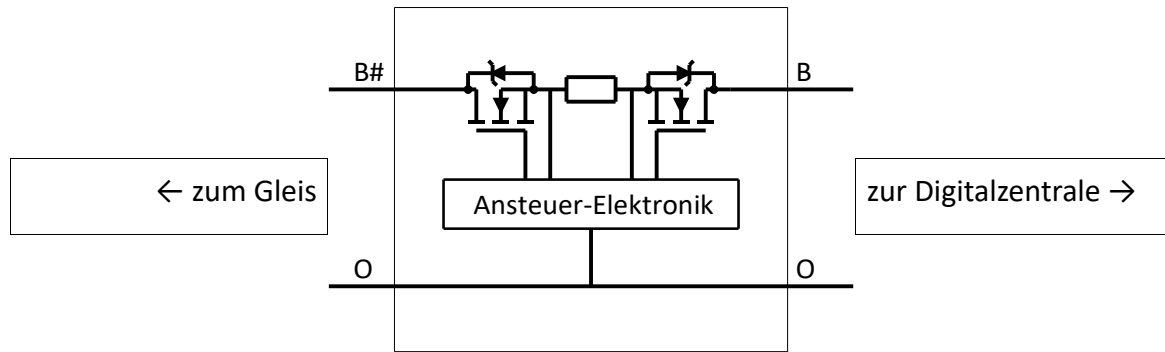 B#
B
← zum Gleis
zur Digitalzentrale →
Ansteuer-Elektronik
O
O